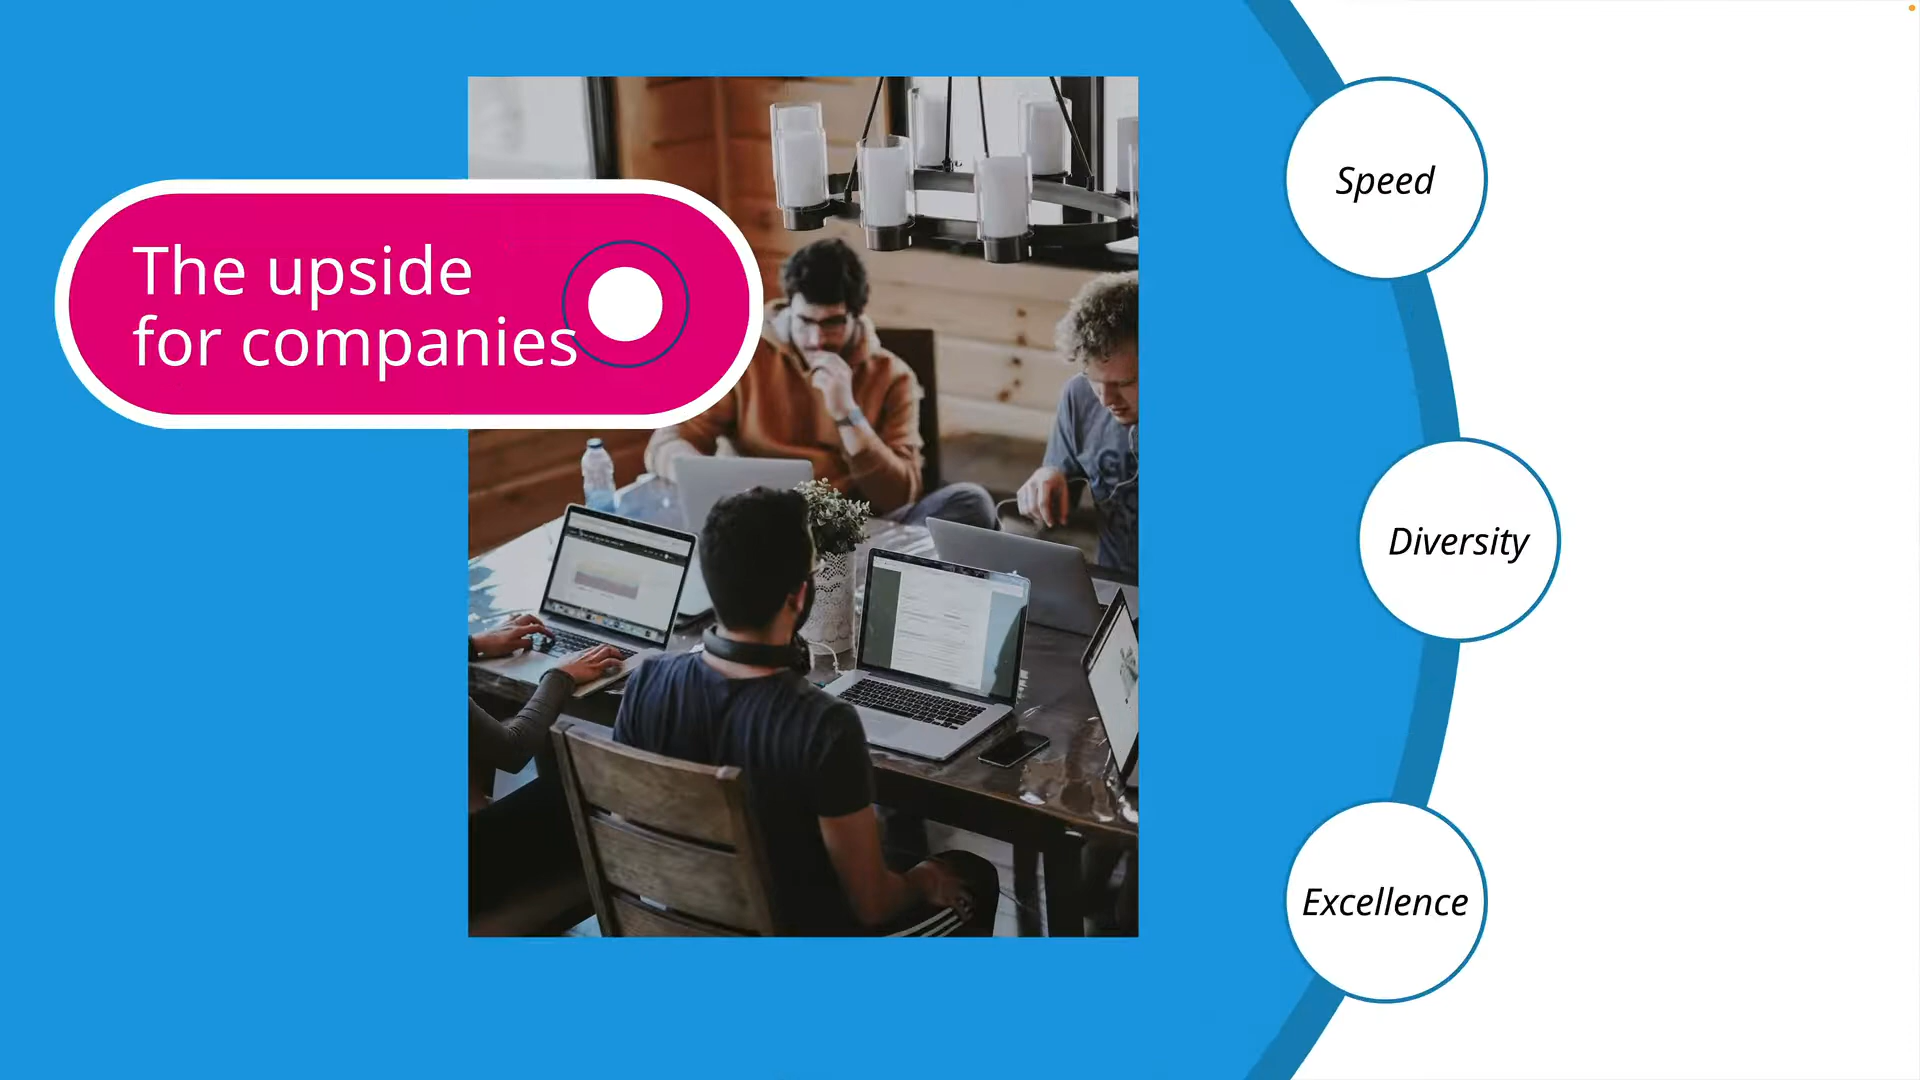 The upside
for companies
Speed
Diversity
Excellence